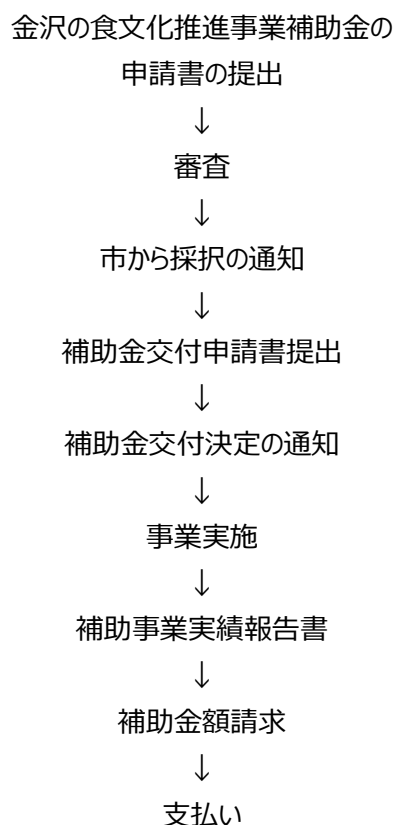 金沢の食文化推進事業補助金の
申請書の提出
↓
審査
↓
市から採択の通知
↓
補助金交付申請書提出
↓
補助金交付決定の通知
↓
事業実施
↓
補助事業実績報告書
↓
補助金額請求
↓
支払い